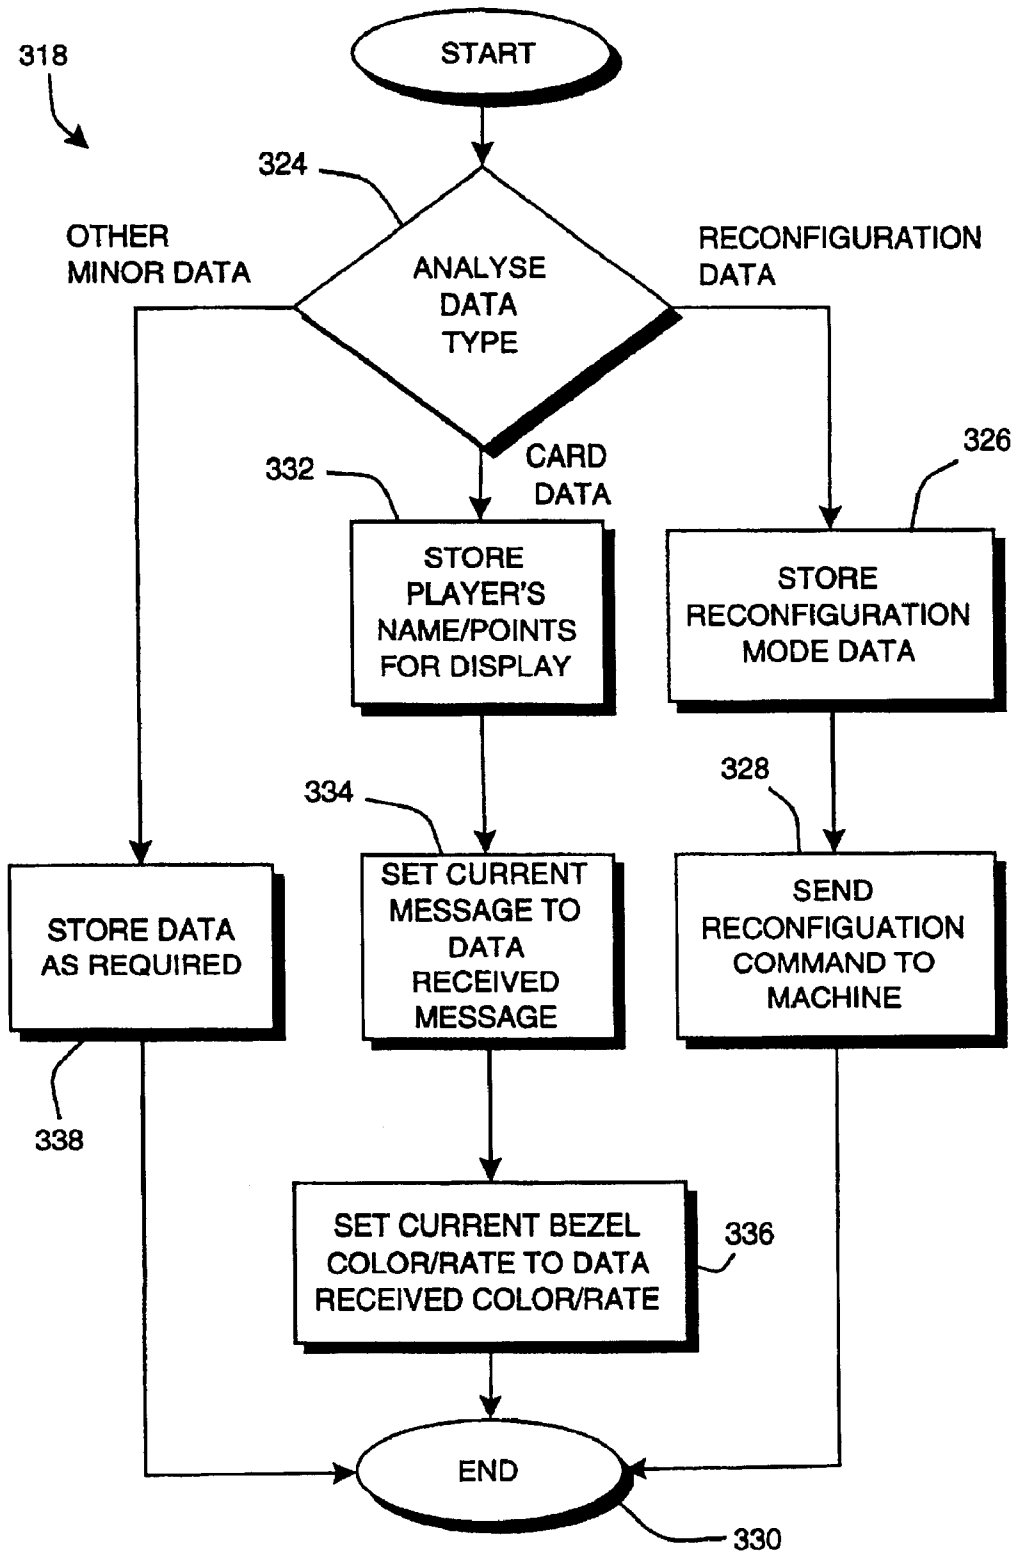 318
START
324
OTHER
MINOR DATA
ANALYSE
DATA
TYPE
RECONFIGURATION
DATA
332
CARD
DATA
326
STORE
PLAYER'S
NAME/POINTS
FOR DISPLAY
STORE
RECONFIGURATION
MODE DATA
334
328
STORE DATA
AS REQUIRED
SET CURRENT
MESSAGE TO
DATA
RECEIVED
MESSAGE
SEND
RECONFIGUATION
COMMAND TO
MACHINE
338
SET CURRENT BEZEL
COLOR/RATE TO DATA
RECEIVED COLOR/RATE
336
END
330